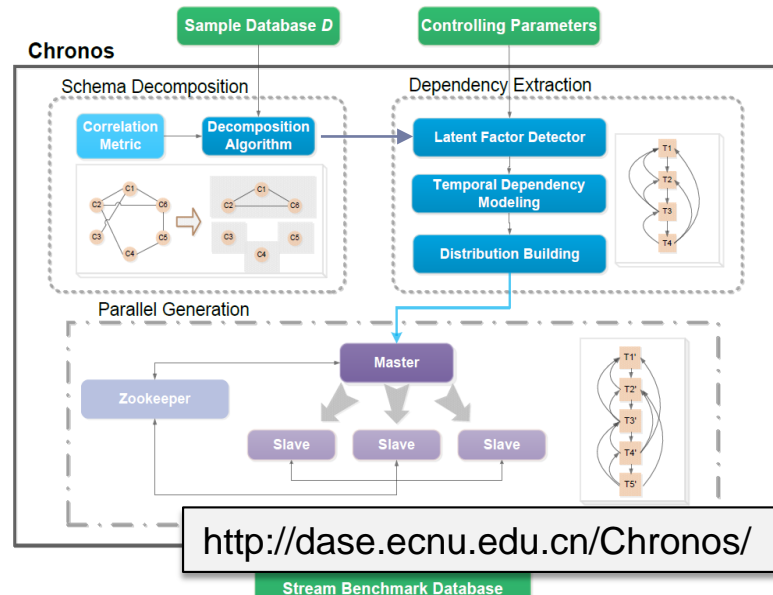 Sample Database D
Controlling Parameters
Chronos
Schema Decomposition
Dependency Extraction
Correlation
Metric
Decomposition
Algorithm
Latent Factor Detector
Temporal Dependency
Modeling
Distribution Building
C1
C2
C6
C3
C5
C4
C1
C2
C6
C3
C5
C4
T1
T2
T3
T4
Parallel Generation
Master
Zookeeper
Slave
Slave
Slave
T1'
T2'
T3'
T4'
T5'
http://dase.ecnu.edu.cn/Chronos/
Stream Benchmark Database